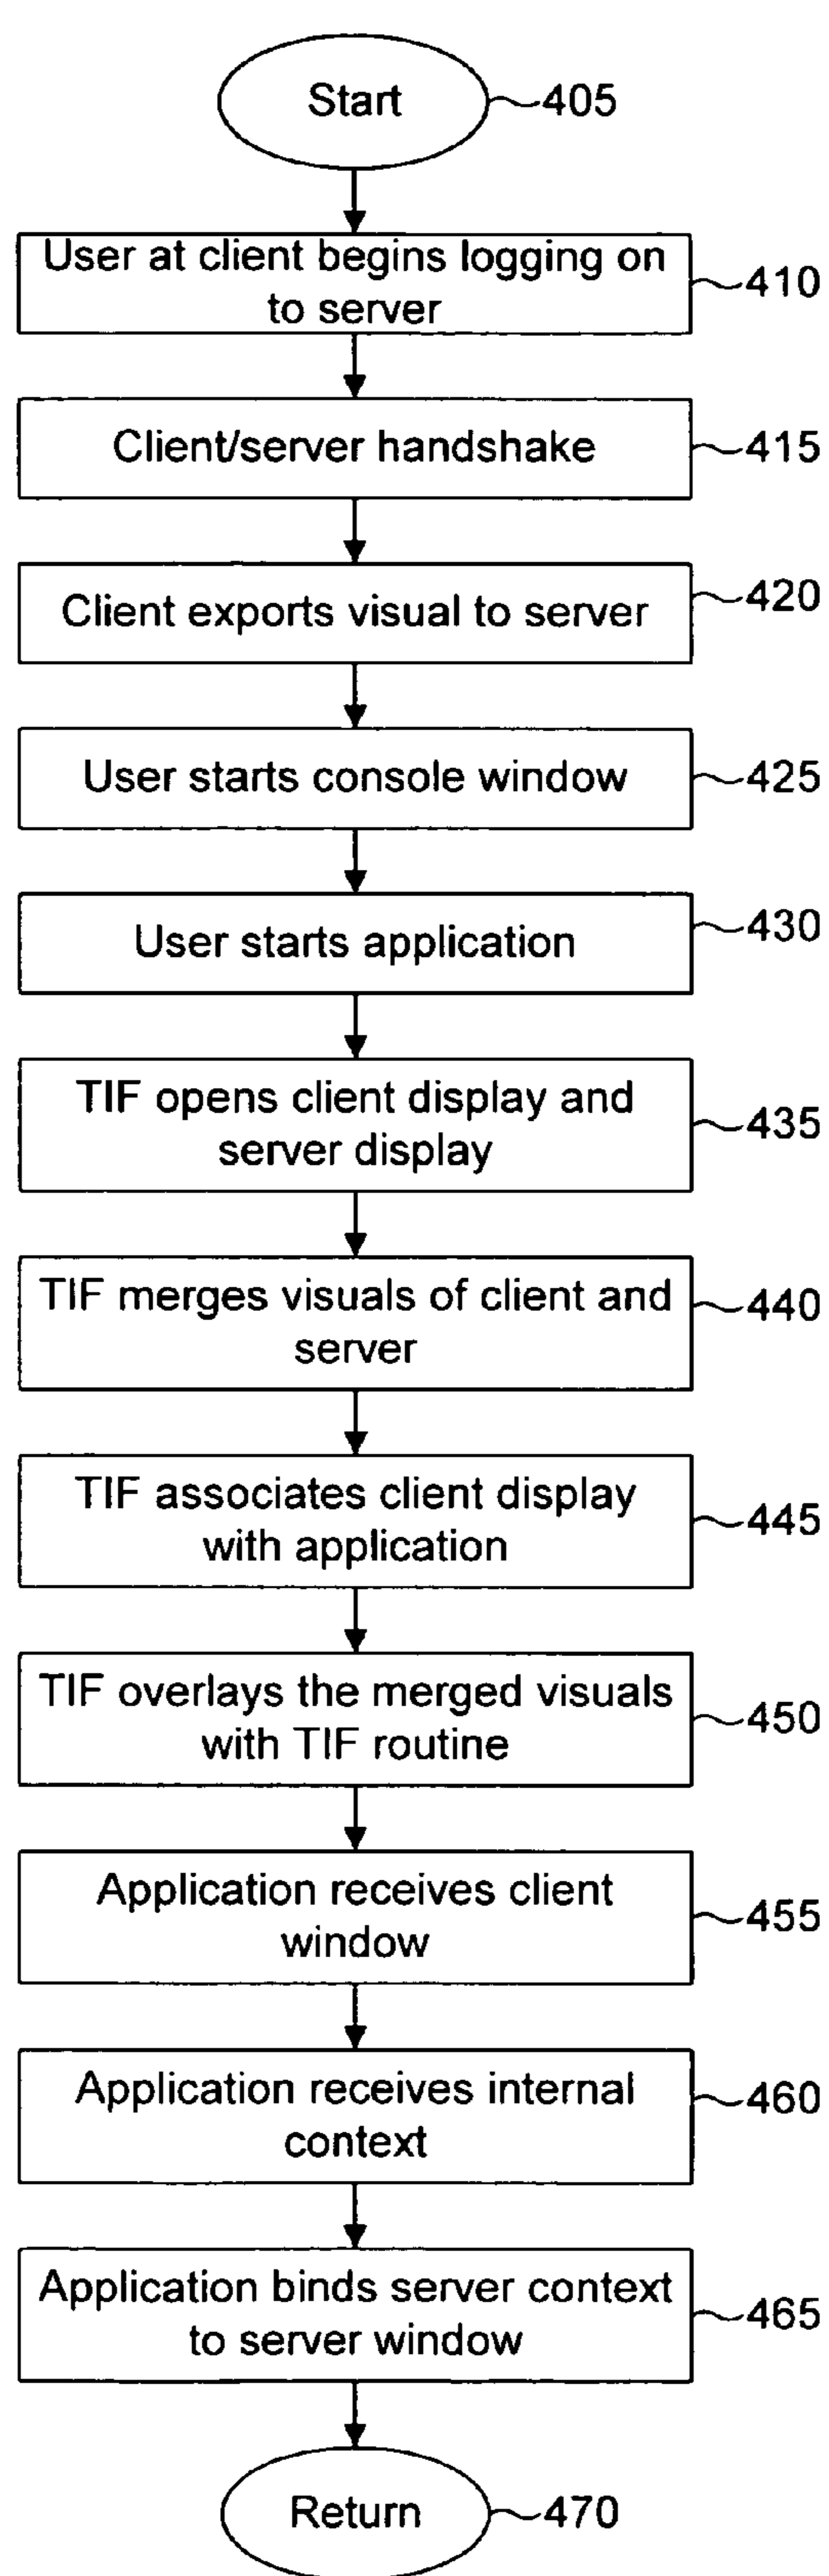 Start
405
User at client begins logging on
to server
410
Client/server handshake
415
Client exports visual to server
420
User starts console window
425
User starts application
430
TIF opens client display and
server display
435
TIF merges visuals of client and
server
440
TIF associates client display
with application
445
TIF overlays the merged visuals
with TIF routine
450
Application receives client
window
455
Application receives internal
context
460
Application binds server context
to server window
465
Return
470